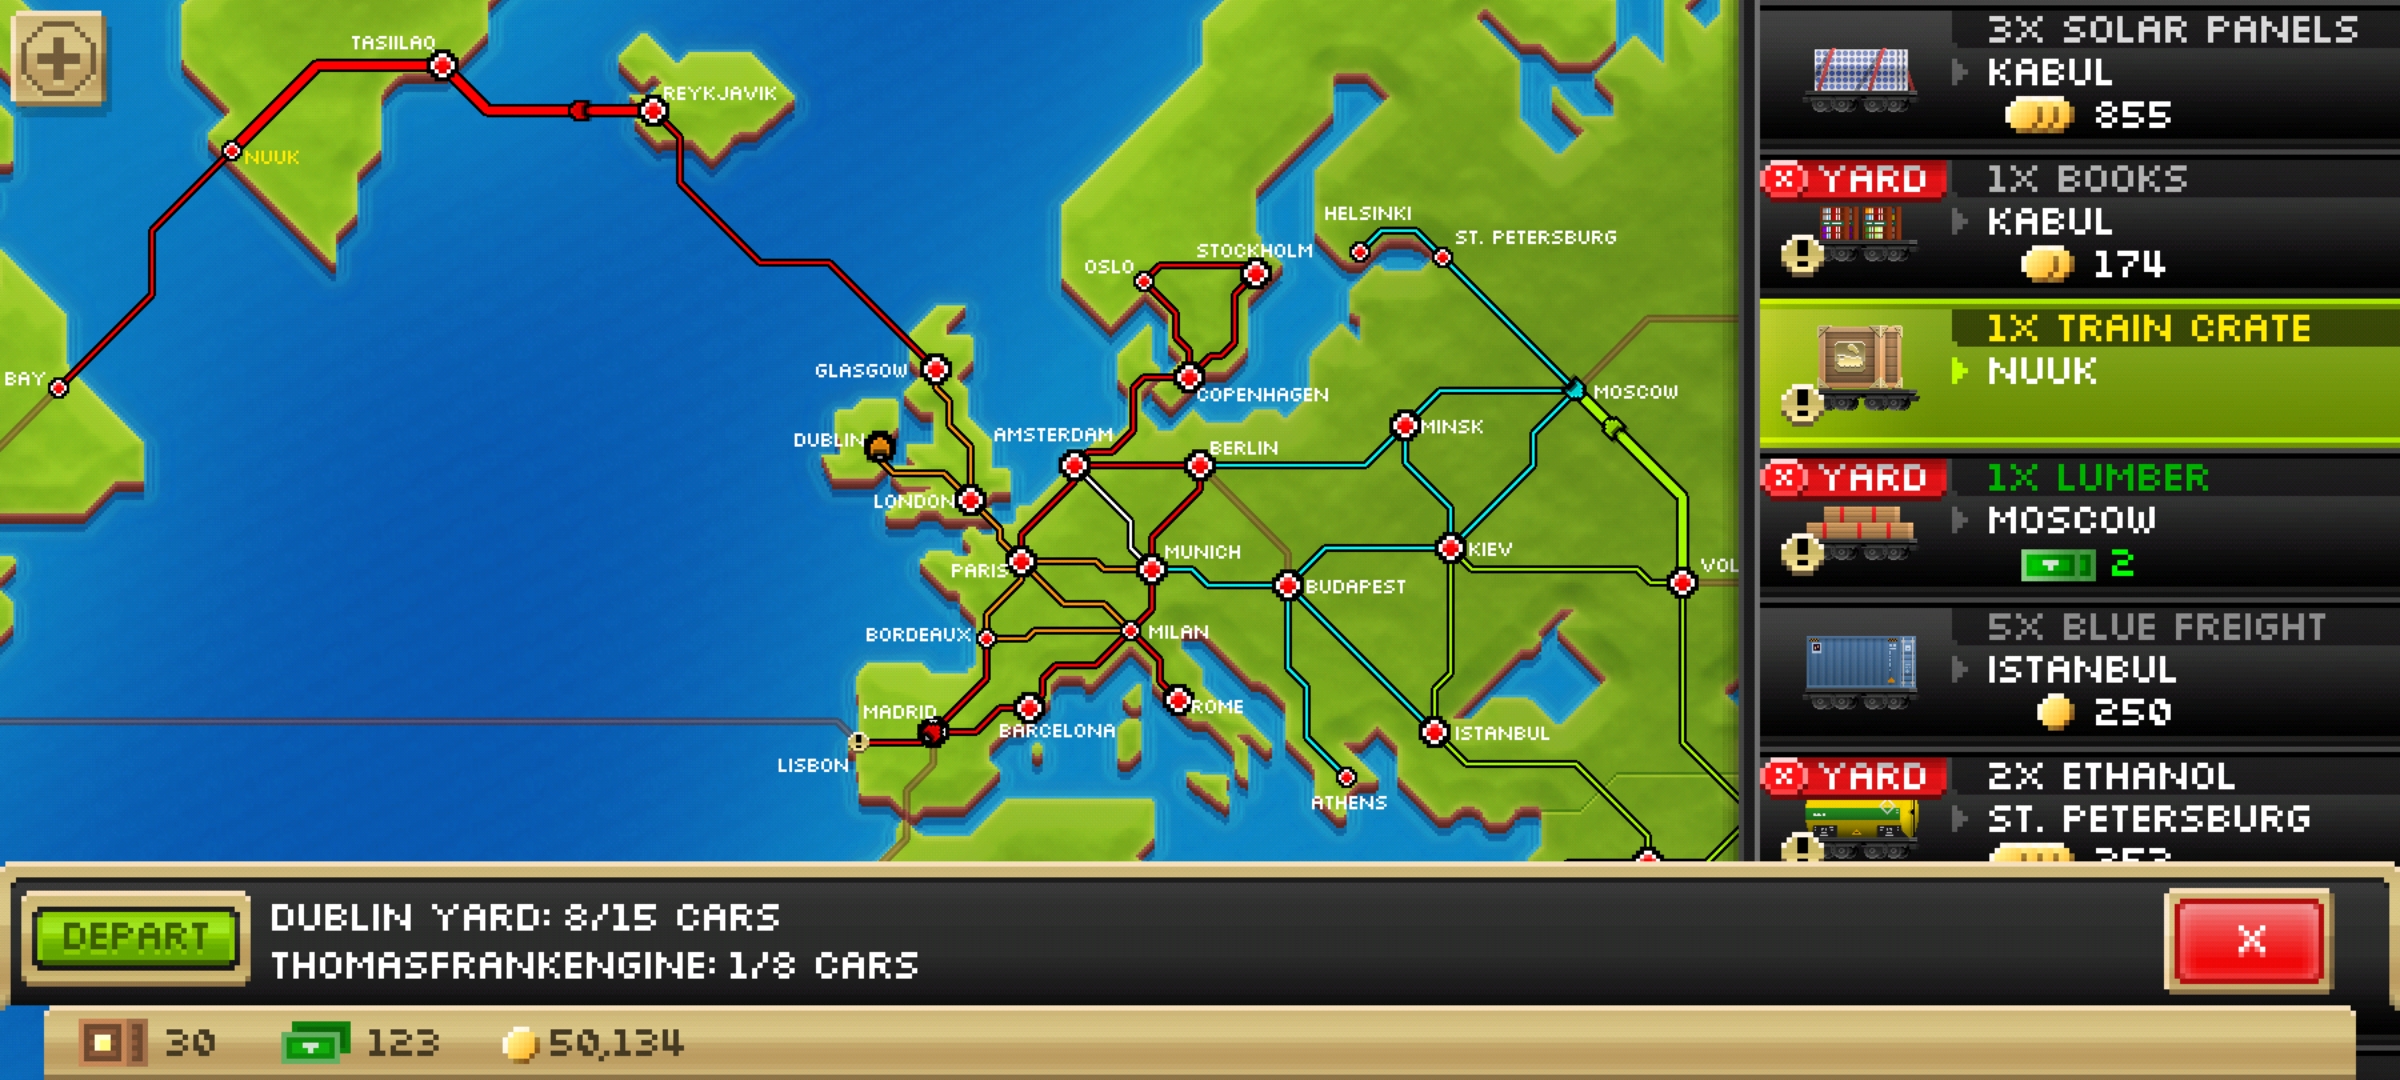 TASIILAQ
REYKJAVIK
NUUK
HELSINKI
ST. PETERSBURG
STOCKHOLM
OSLO
BAY
GLASGOW
COPENHAGEN
MOSCOW
MINSK
DUBLIN
AMSTERDAM
BERLIN
LONDON
MUNICH
KIEV
PARIS
VOL
BUDAPEST
BORDEAUX
MILAN
MADRID
ROME
BARCELONA
ISTANBUL
LISBON
ATHENS
3X SOLAR PANELS
KABUL
855
YARD
1X BOOKS
KABUL
174
1X TRAIN CRATE
NUUK
YARD
1X LUMBER
MOSCOW
2
5X BLUE FREIGHT
ISTANBUL
250
YARD
2X ETHANOL
ST. PETERSBURG
DEPART
DUBLIN YARD: 8/15 CARS
THOMASFRANKENGINE: 1/8 CARS
X
30
123
50,134